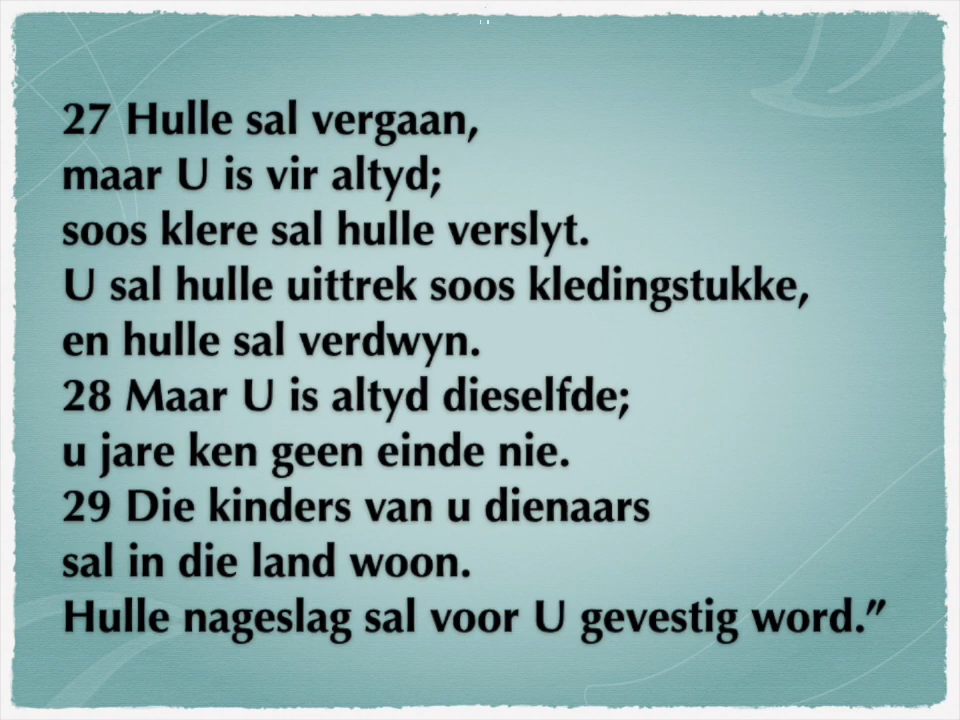 27 Hulle sal vergaan,
maar U is vir altyd;
soos klere sal hulle verslyt.
U sal hulle uittrek soos kledingstukke,
en hulle sal verdwyn.
28 Maar U is altyd dieselfde;
u jare ken geen einde nie.
29 Die kinders van u dienaars
sal in die land woon.
Hulle nageslag sal voor U gevestig word.”